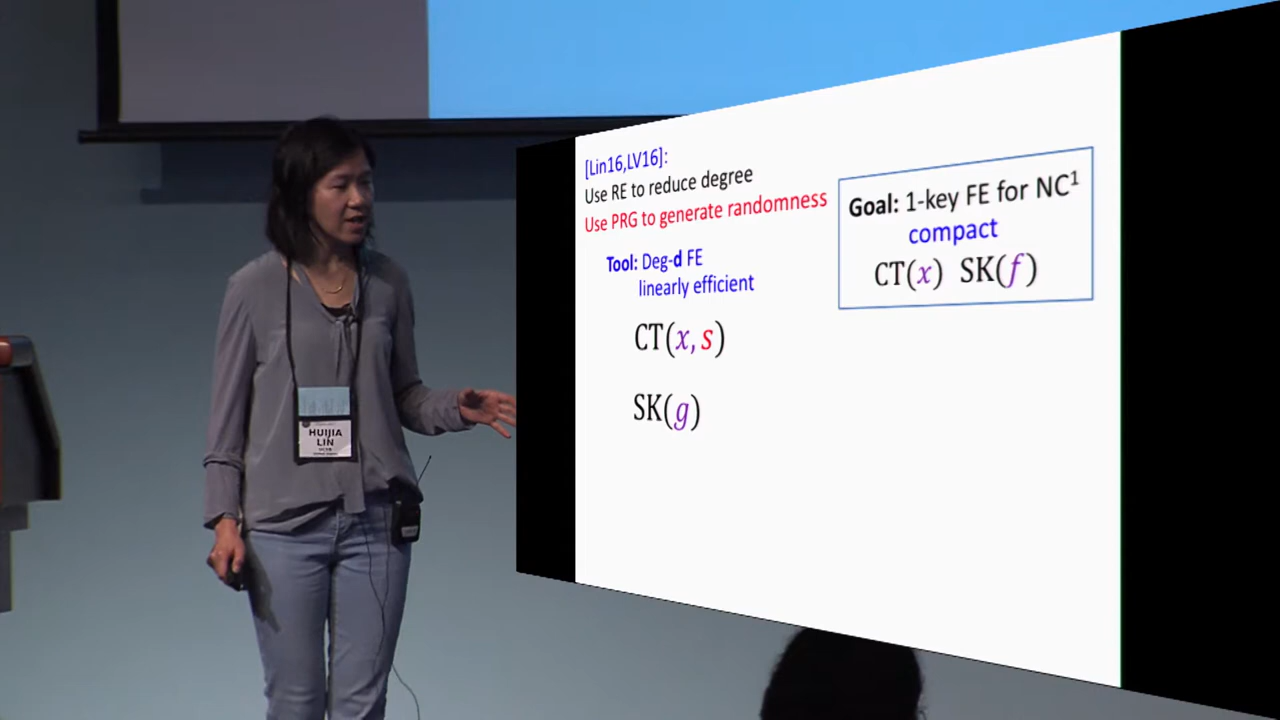 [Lin16,LV16]:
Use RE to reduce degree
Use PRG to generate randomness
Tool: Deg-d FE
linearly efficient
CT(x, s)
SK(g)
Goal: 1-key FE for NC¹
compact
CT(x) SK(f)
HUIJIA
LIN